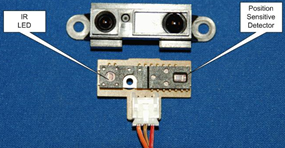 IR
LED
Position
Sensitive
Detector